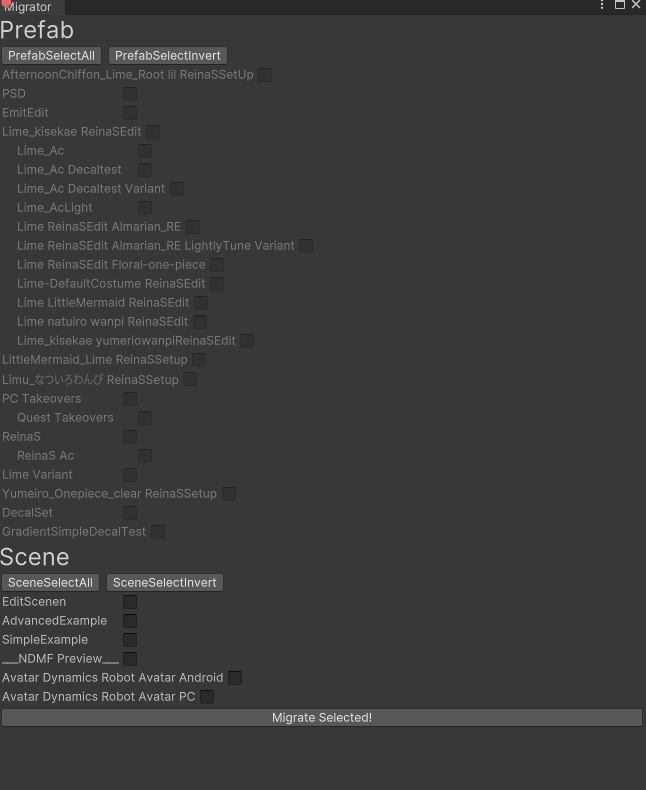 Migrator
Prefab
PrefabSelectAll PrefabSelectInvert
AfternoonChiffon_Lime_Root lil ReinaSSetUp
PSD
EmitEdit
Lime_kisekae ReinaSEdit
Lime_Ac
Lime_Ac Decaltest
Lime_Ac Decaltest Variant
Lime_AcLight
Lime ReinaSEdit Almarian_RE
Lime ReinaSEdit Almarian_RE LightlyTune Variant
Lime ReinaSEdit Floral-one-piece
Lime-DefaultCostume ReinaSEdit
Lime LittleMermaid ReinaSEdit
Lime natuiro wanpi ReinaSEdit
Lime_kisekae yumeriowanpiReinaSEdit
LittleMermaid_Lime ReinaSSetup
Limu_なついろわんぴ ReinaSSetup
PC Takeovers
Quest Takeovers
ReinaS
ReinaS Ac
Lime Variant
Yumeiro_Onepiece_clear ReinaSSetup
DecalSet
GradientSimpleDecalTest
Scene
SceneSelectAll SceneSelectInvert
EditScenen
AdvancedExample
SimpleExample
___NDMF Preview___
Avatar Dynamics Robot Avatar Android
Avatar Dynamics Robot Avatar PC
Migrate Selected!